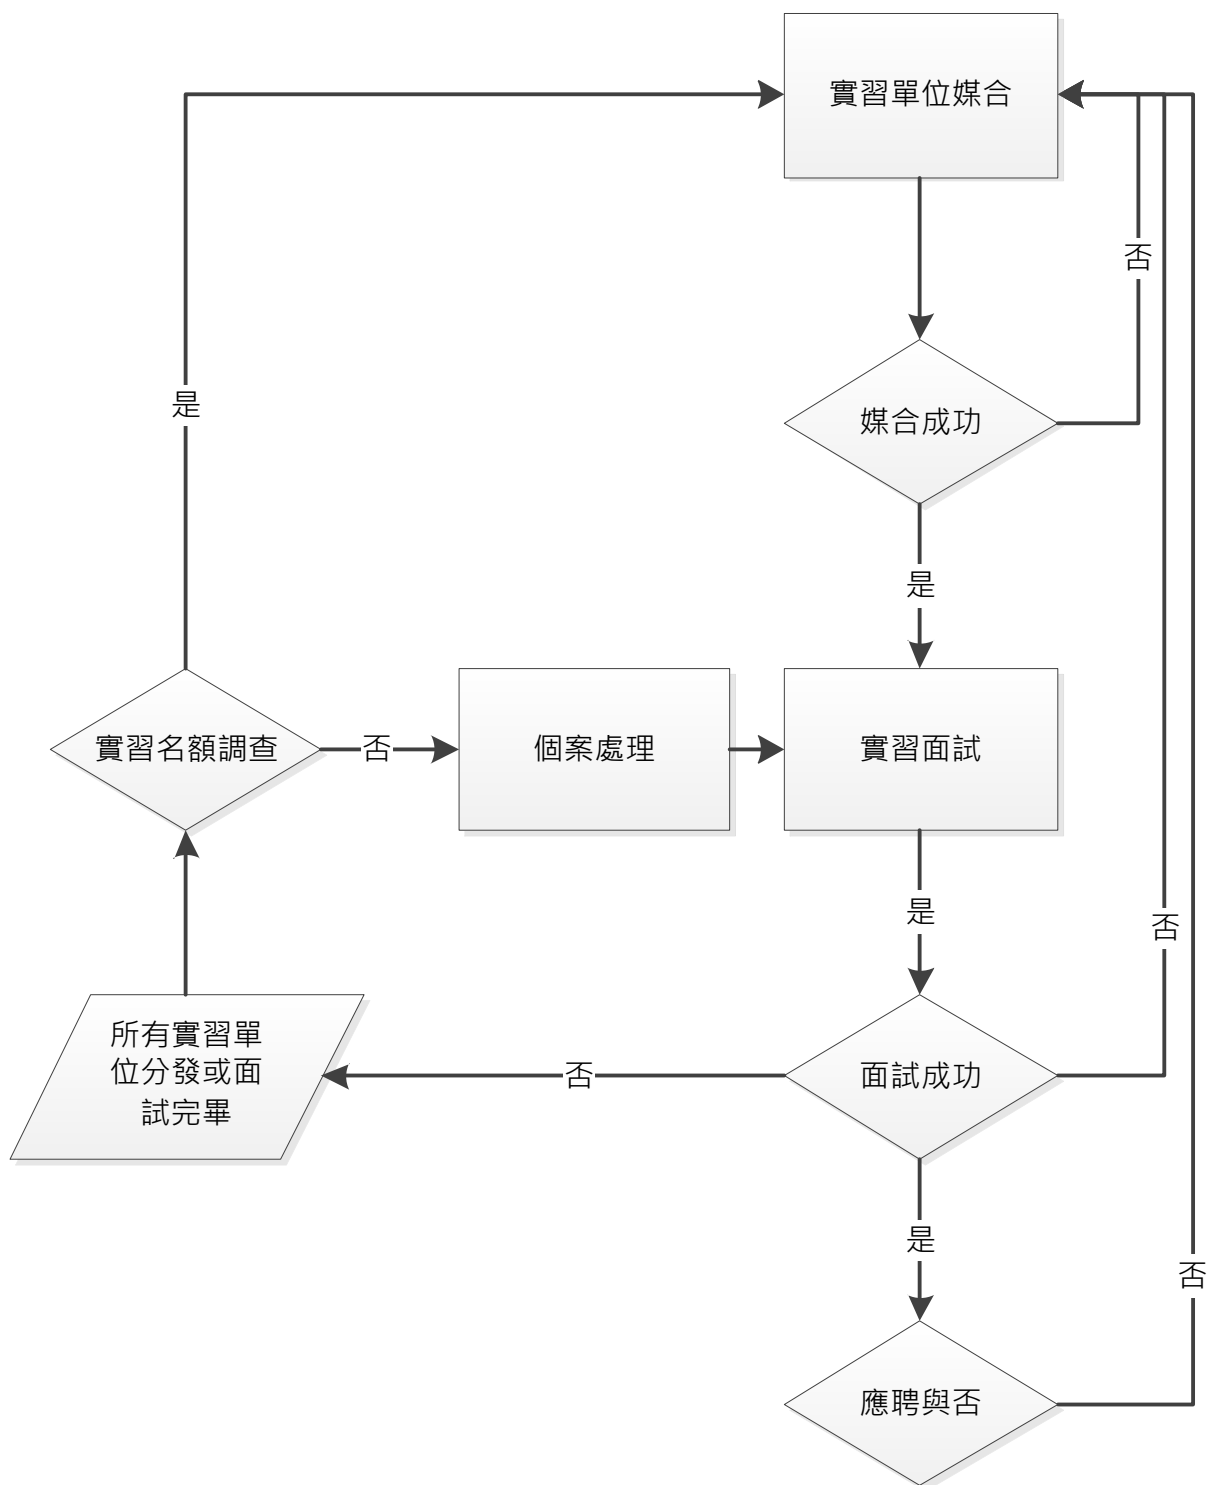 實習單位媒合
否
是
媒合成功
是
實習名額調查
否
個案處理
實習面試
是
否
所有實習單
位分發或面
試完畢
否
面試成功
是
否
應聘與否